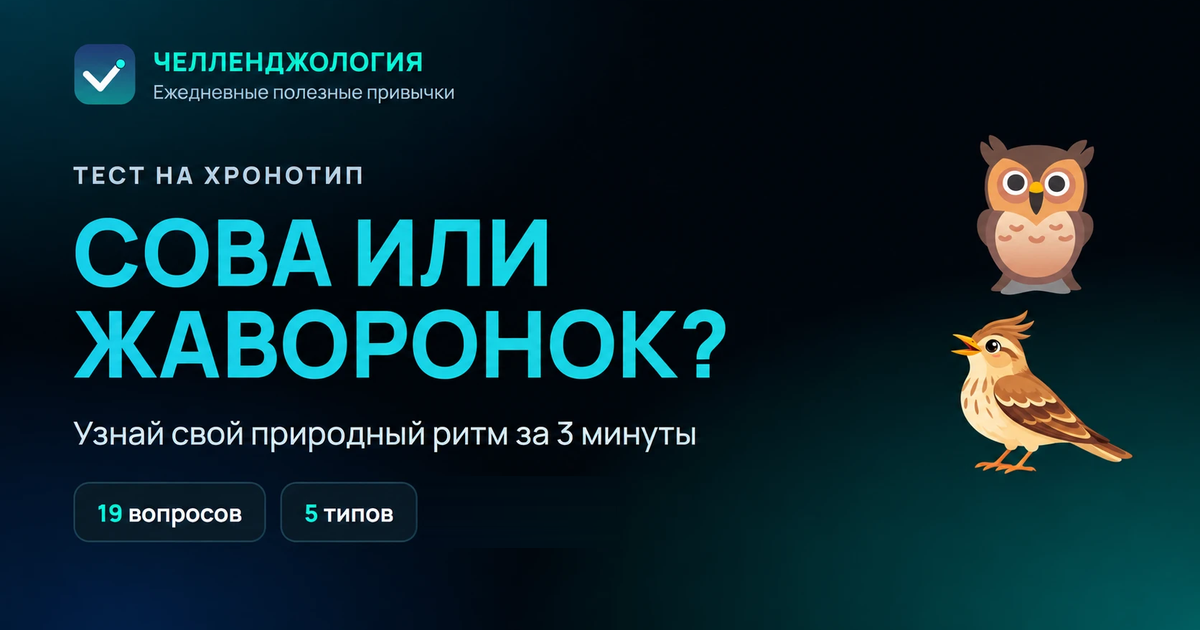 ЧЕЛЛЕНДЖОЛОГИЯ
Ежедневные полезные привычки
ТЕСТ НА ХРОНОТИП
СОВА ИЛИ
ЖАВОРОНОК?
Узнай свой природный ритм за 3 минуты
19 вопросов
5 типов